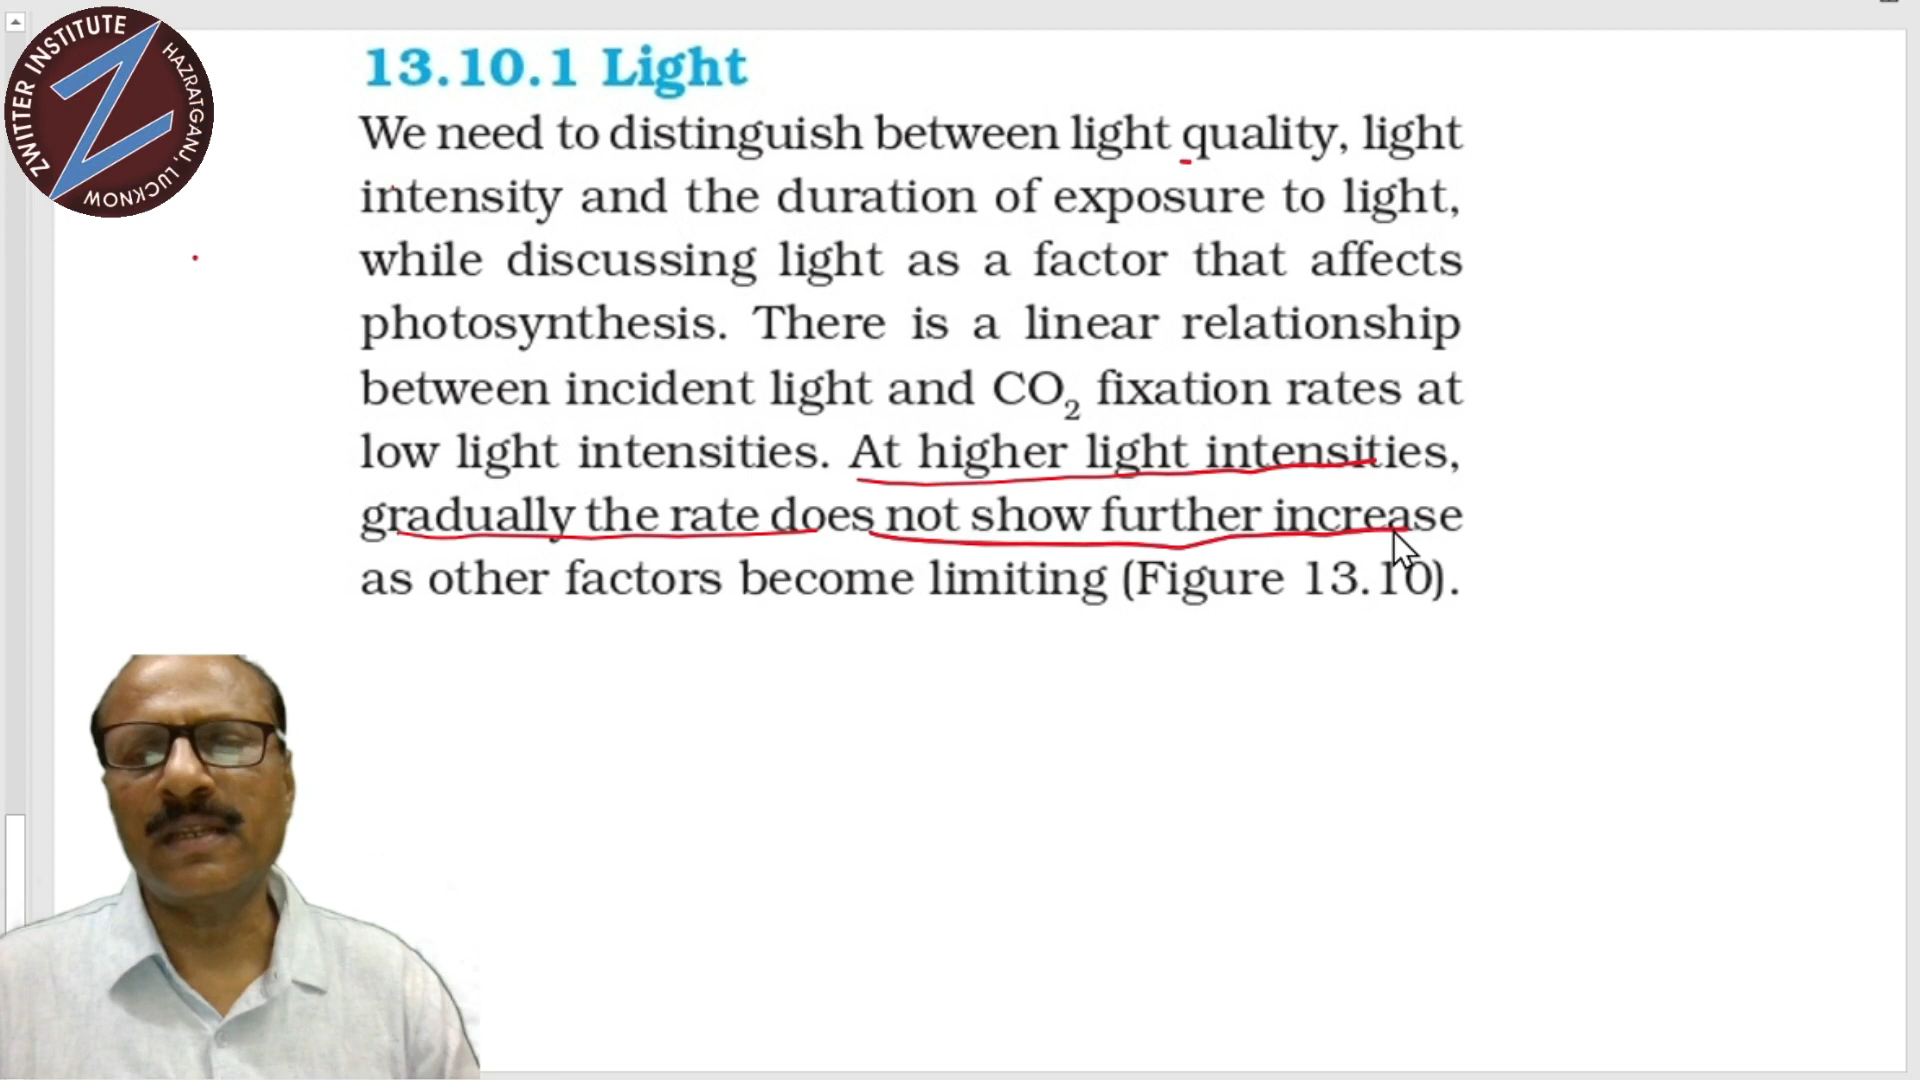 ZWITTER INSTITUTE
HAZRATGANJ, LUCKNOW
Z
13.10.1 Light
We need to distinguish between light quality, light
intensity and the duration of exposure to light,
while discussing light as a factor that affects
photosynthesis. There is a linear relationship
between incident light and CO₂ fixation rates at
low light intensities. At higher light intensities,
gradually the rate does not show further increase
as other factors become limiting (Figure 13.10).